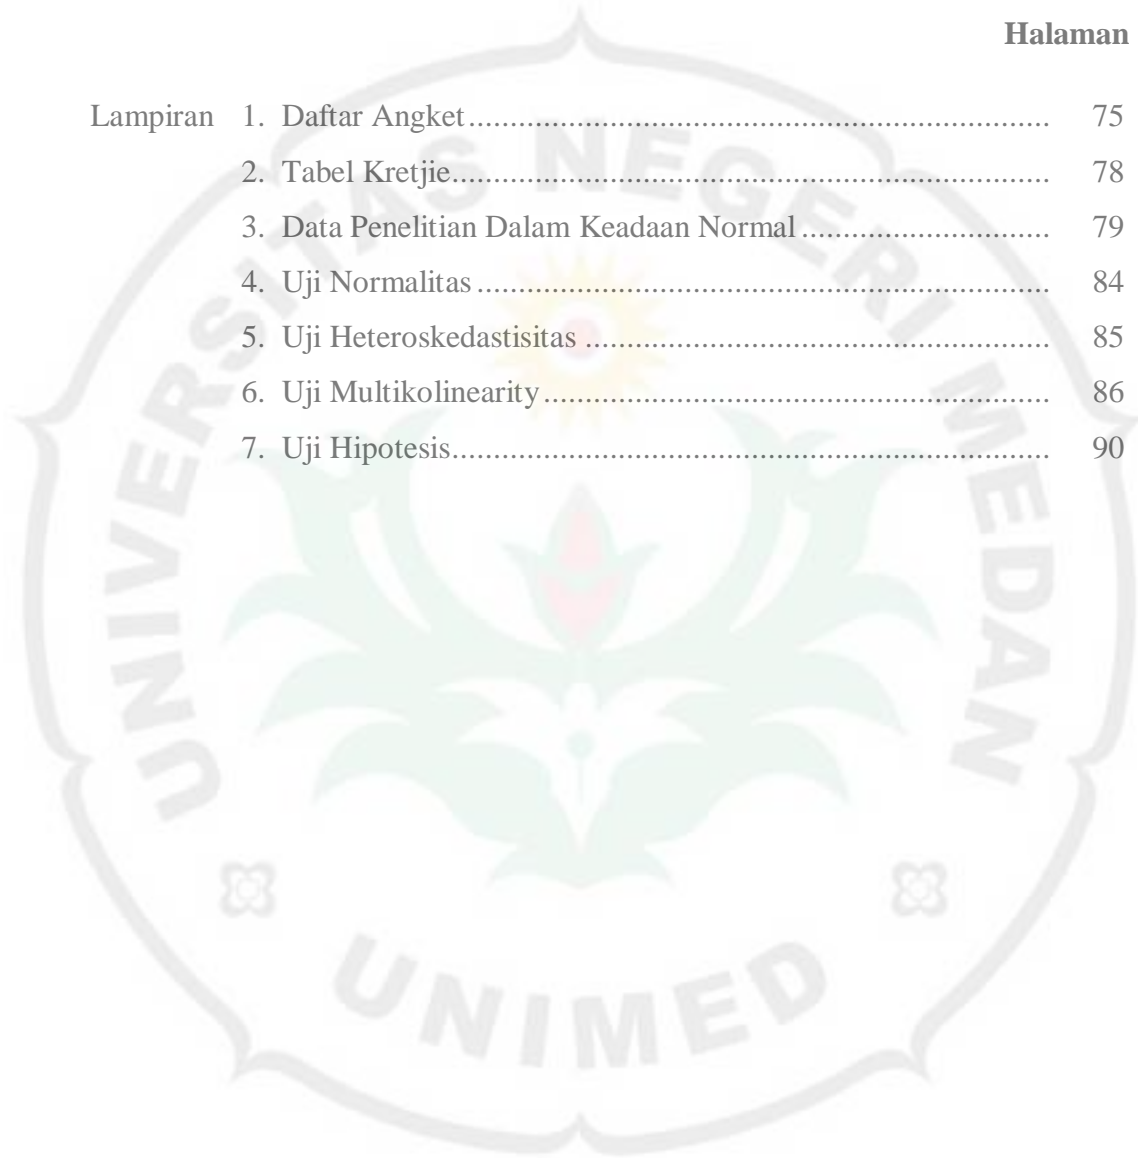 Halaman
Lampiran 1. Daftar Angket...................................................................... 75
2. Tabel Kretjie........................................................................ 78
3. Data Penelitian Dalam Keadaan Normal.............................. 79
4. Uji Normalitas..................................................................... 84
5. Uji Heteroskedastisitas........................................................ 85
6. Uji Multikolinearity............................................................. 86
7. Uji Hipotesis........................................................................ 90
UNIVERSITAS NEGERI MEDAN
UNIMED